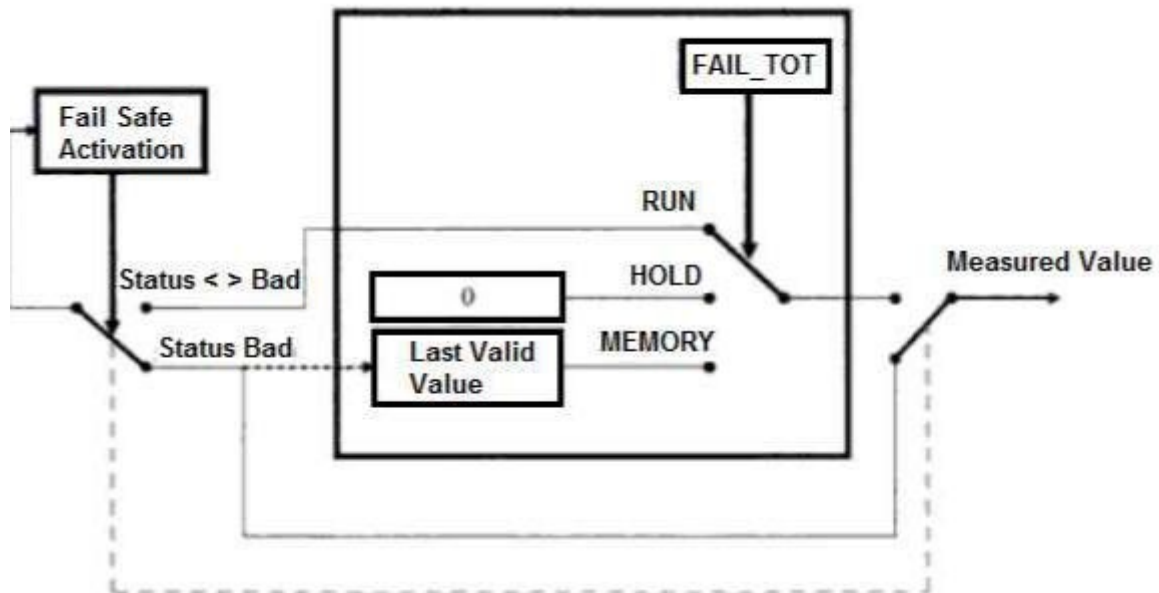 FAIL_TOT
Fail Safe
Activation
RUN
Measured Value
Status < > Bad
HOLD
0
Status Bad
MEMORY
Last Valid
Value